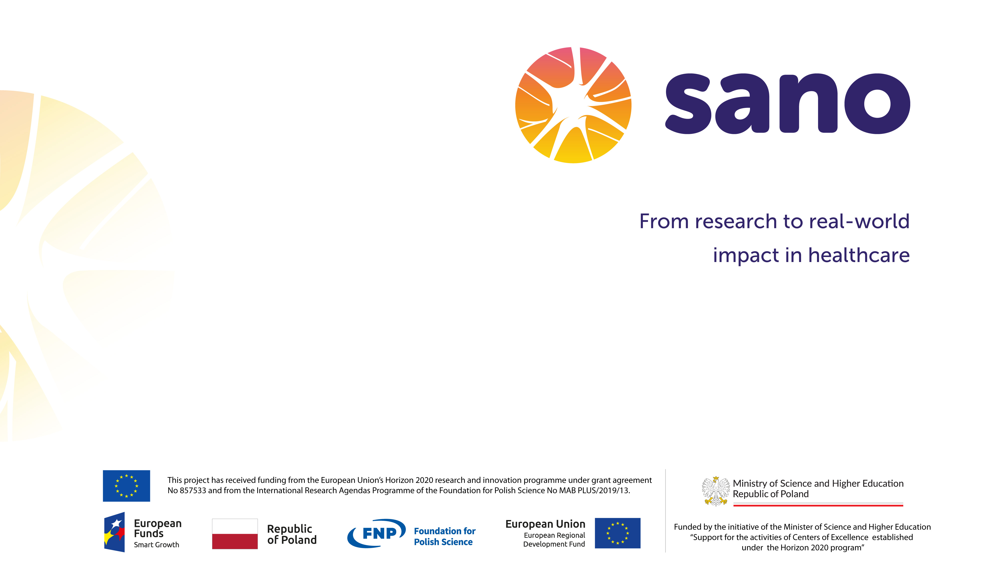 sano
From research to real-world
impact in healthcare
This project has received funding from the European Union’s Horizon 2020 research and innovation programme under grant agreement
No 857533 and from the International Research Agendas Programme of the Foundation for Polish Science No MAB PLUS/2019/13.
European
Funds
Smart Growth
Republic
of Poland
FNP
Foundation for
Polish Science
European Union
European Regional
Development Fund
Ministry of Science and Higher Education
Republic of Poland
Funded by the initiative of the Minister of Science and Higher Education
“Support for the activities of Centers of Excellence established
under the Horizon 2020 program”